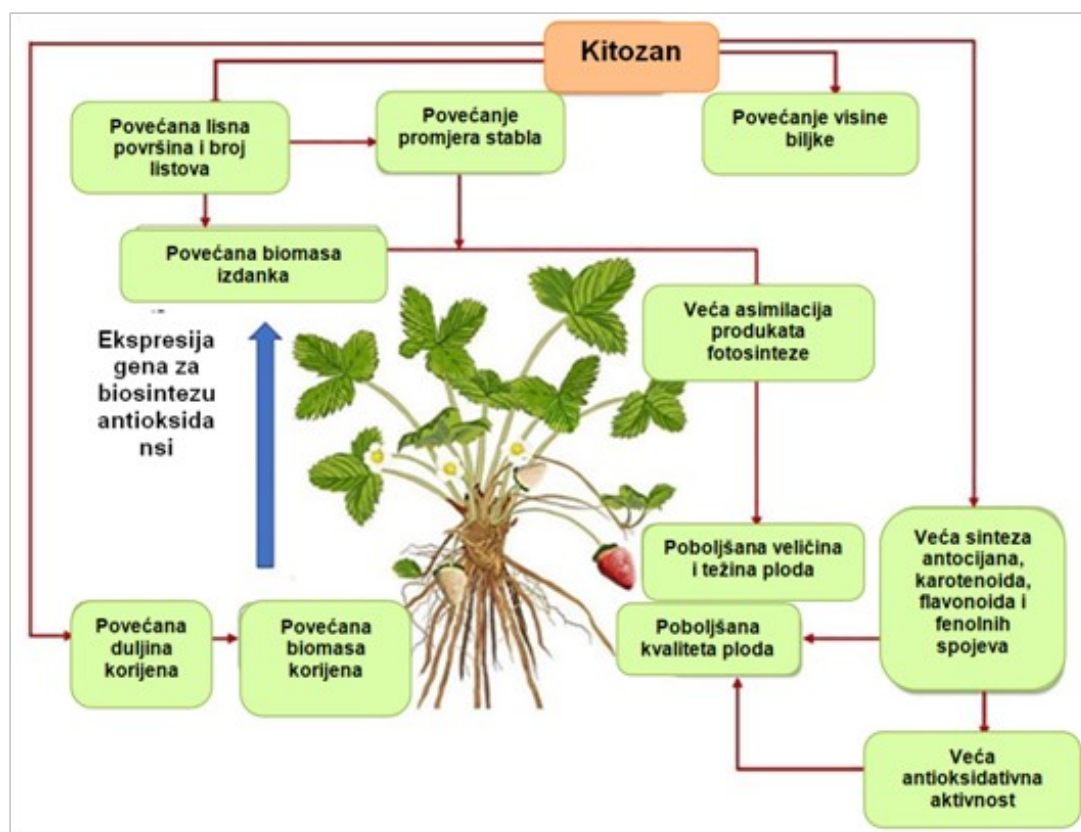 Kitozan
Povećana lisna
površina i broj
listova
Povećanje
promjera stabla
Povećanje visine
biljke
Povećana biomasa
izdanka
Veća asimilacija
produkata
fotosinteze
Ekspresija
gena za
biosintezu
antioksida
nsi
Poboljšana veličina
i težina ploda
Veća sinteza
antocijana,
karotenoida,
flavonoida i
fenolnih
spojeva
Povećana
duljina
korijena
Povećana
biomasa
korijena
Poboljšana
kvaliteta ploda
Veća
antioksidativna
aktivnost